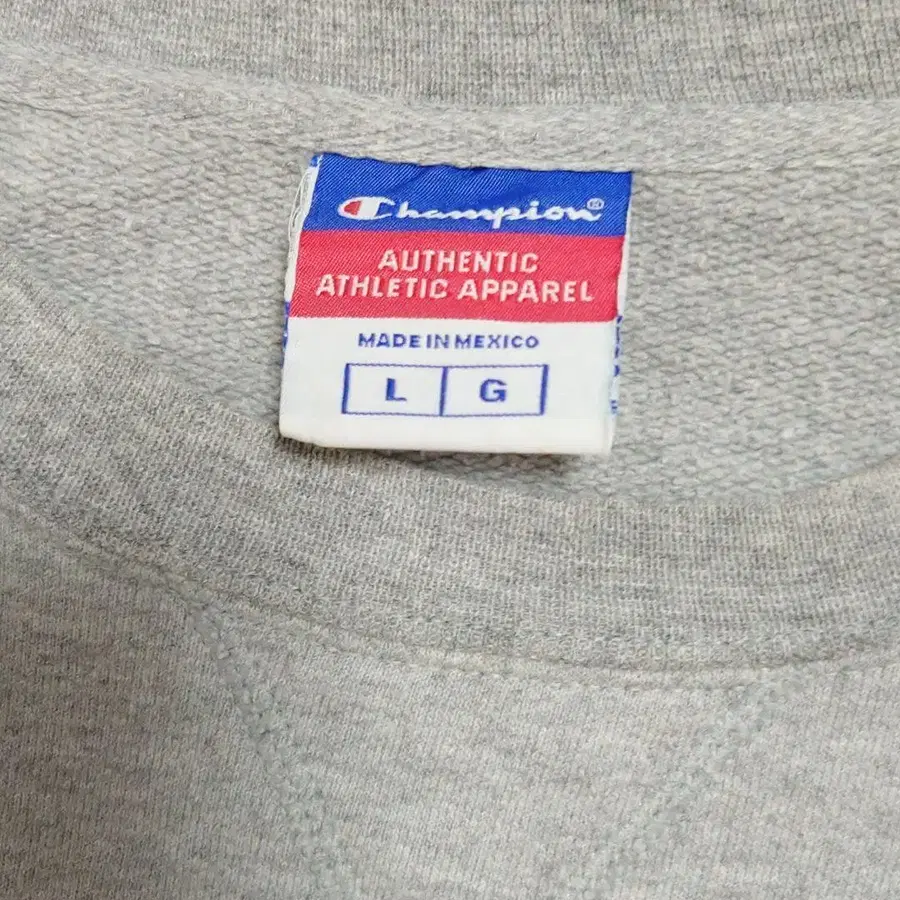 Champion®
AUTHENTIC
ATHLETIC APPAREL
MADE IN MEXICO
L G